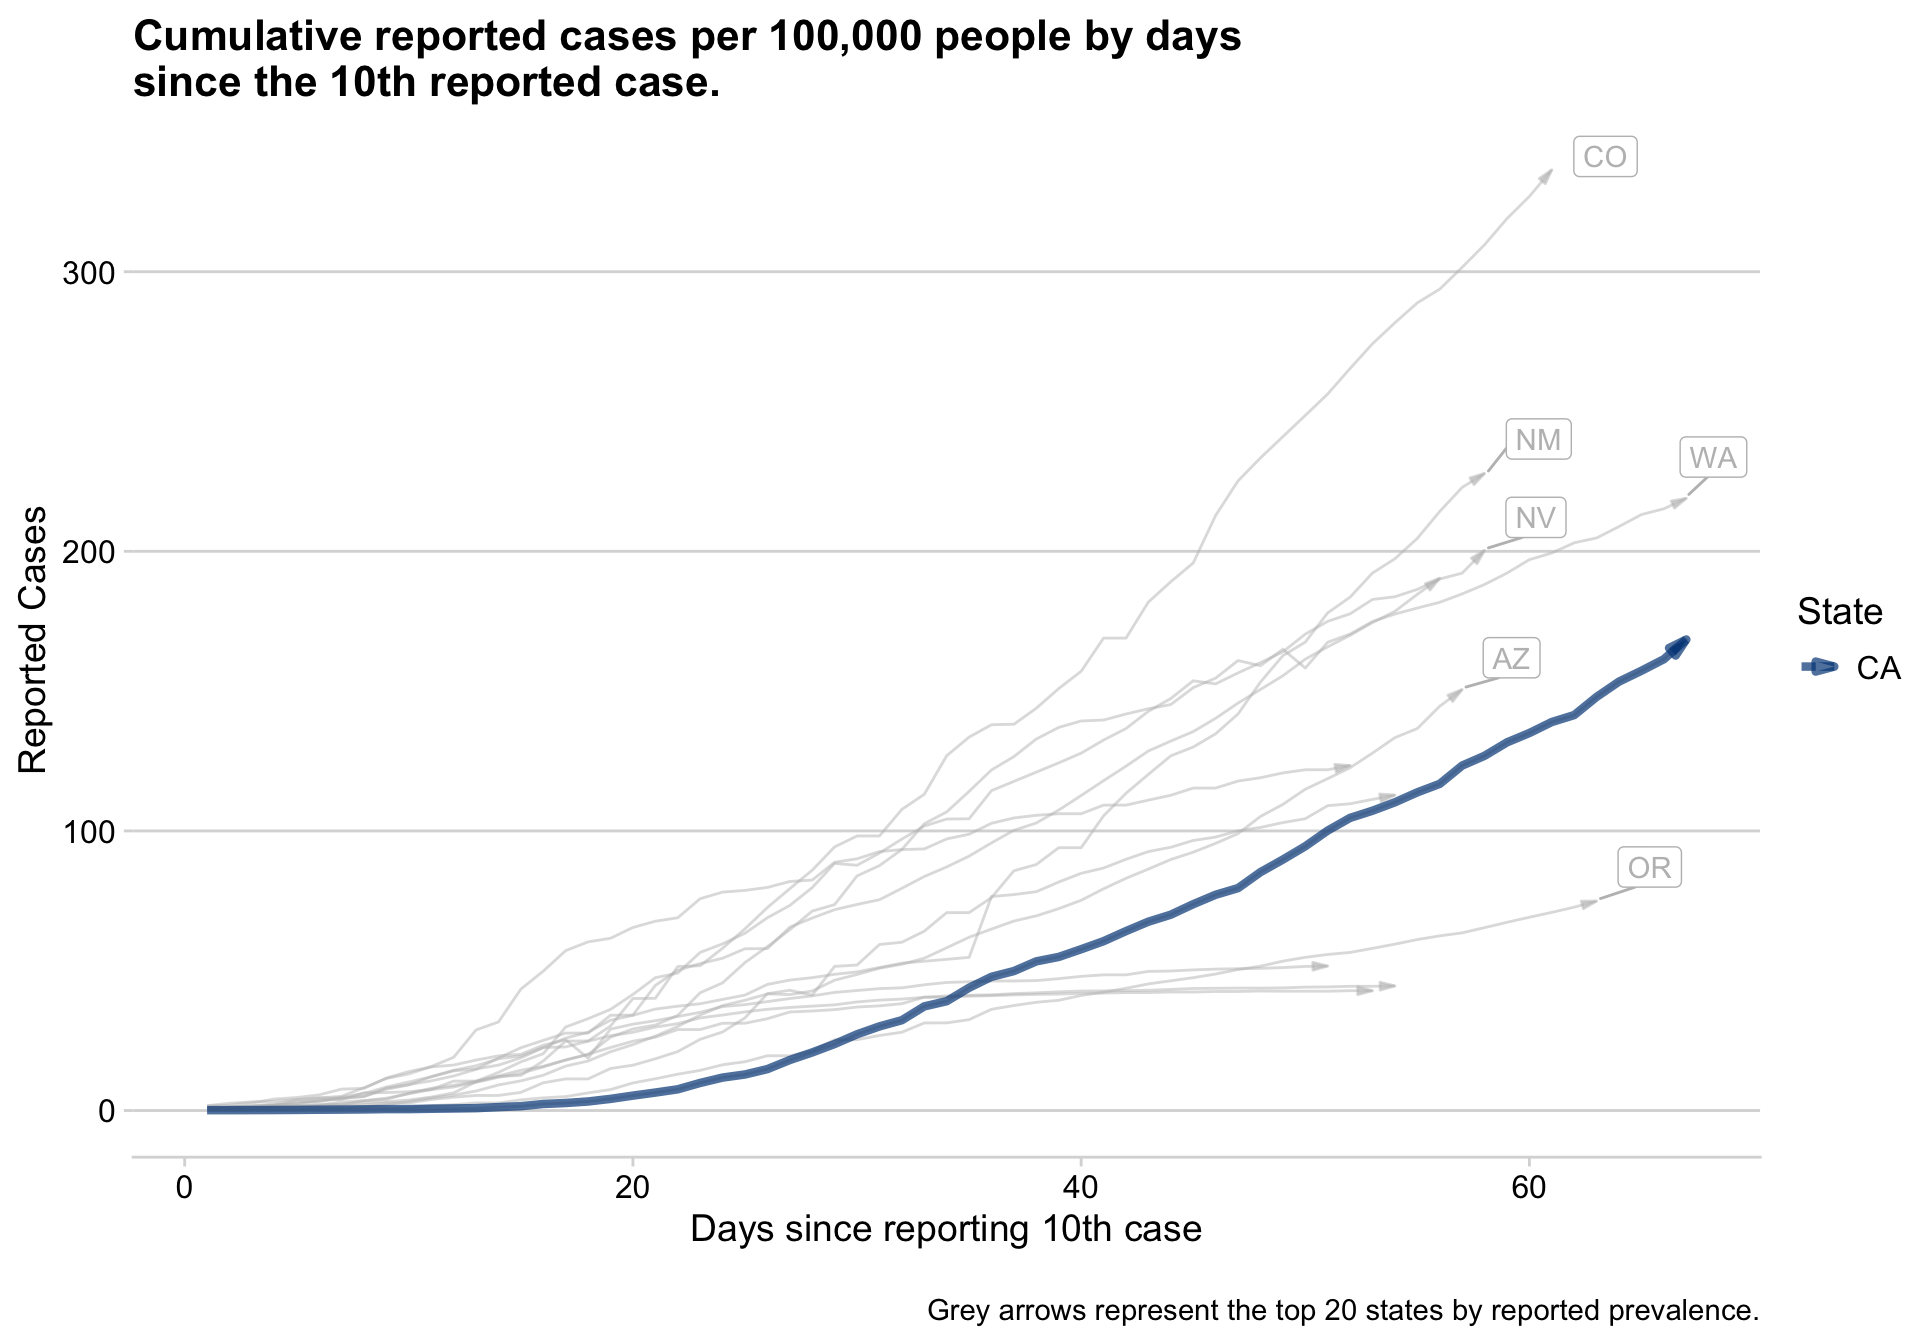 Cumulative reported cases per 100,000 people by days
since the 10th reported case.
CO
300
NM
WA
NV
200
Reported Cases
State
CA
AZ
100
OR
0
0 20 40 60
Days since reporting 10th case
Grey arrows represent the top 20 states by reported prevalence.